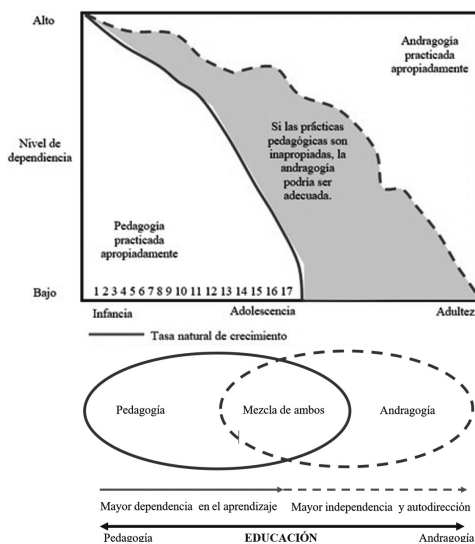 Alto
Andragogía
practicada
apropiadamente
Nivel de
dependiencia
Si las prácticas
pedagógicas son
inapropiadas, la
andragogía
podría ser
adecuada.
Pedagogía
practicada
apropiadamente
1 2 3 4 5 6 7 8 9 10 11 12 13 14 15 16 17
Bajo
Infancia Adolescencia Adultez
Tasa natural de crecimiento
Pedagogía Mezcla de ambos Andragogía
Mayor dependencia en el aprendizaje Mayor independencia y autodirección
Pedagogía EDUCACIÓN Andragogía